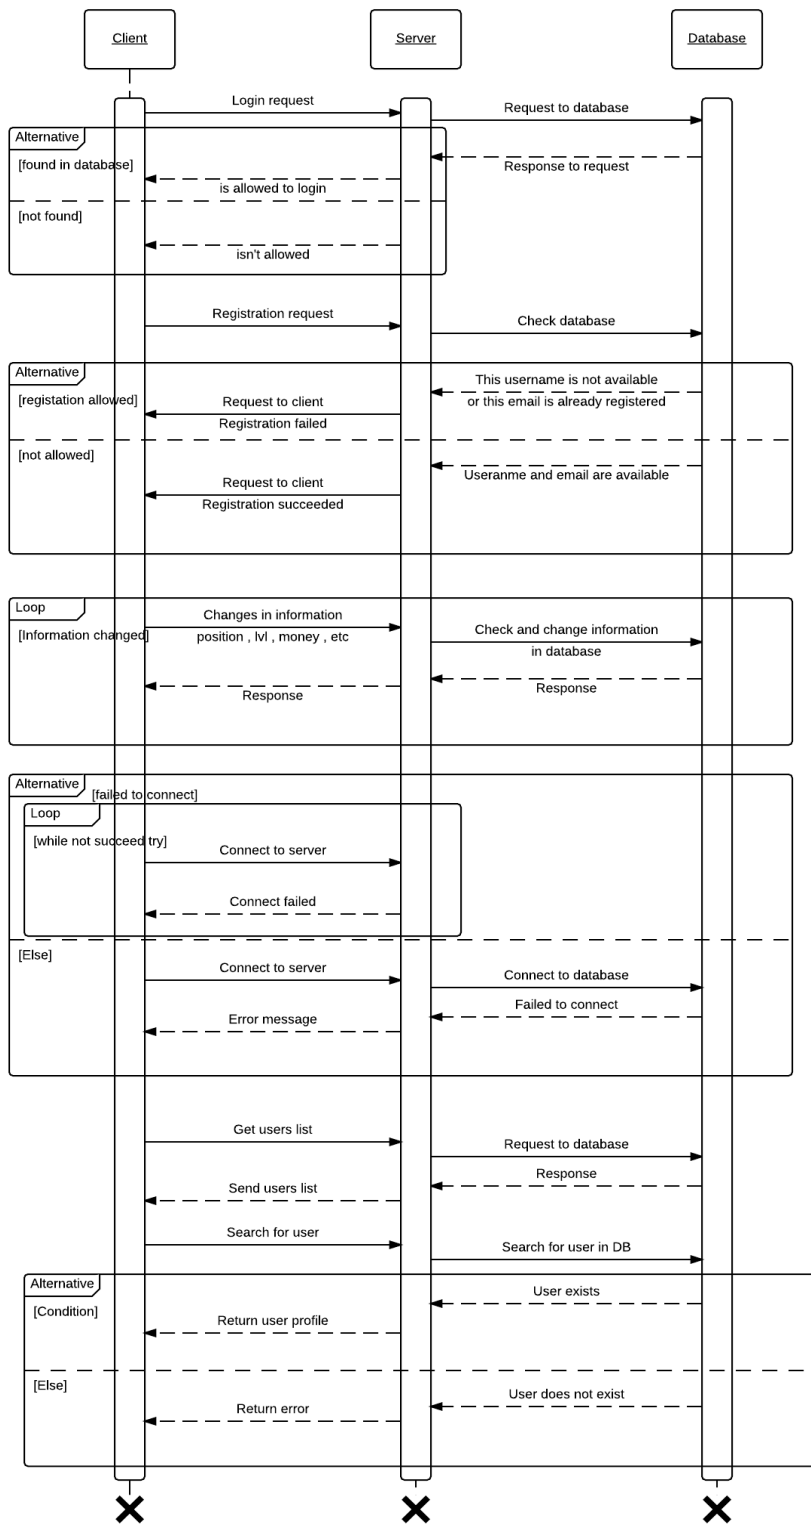 Client
Server
Database
Login request
Request to database
Alternative
[found in database]
Response to request
is allowed to login
[not found]
isn't allowed
Registration request
Check database
Alternative
This username is not available
[registation allowed]
Request to client
or this email is already registered
Registration failed
[not allowed]
Useranme and email are available
Request to client
Registration succeeded
Loop
Changes in information
[Information changed]
position , lvl , money , etc
Check and change information
in database
Response
Response
Alternative
[failed to connect]
Loop
[while not succeed try]
Connect to server
Connect failed
[Else]
Connect to server
Connect to database
Failed to connect
Error message
Get users list
Request to database
Response
Send users list
Search for user
Search for user in DB
Alternative
User exists
[Condition]
Return user profile
[Else]
User does not exist
Return error